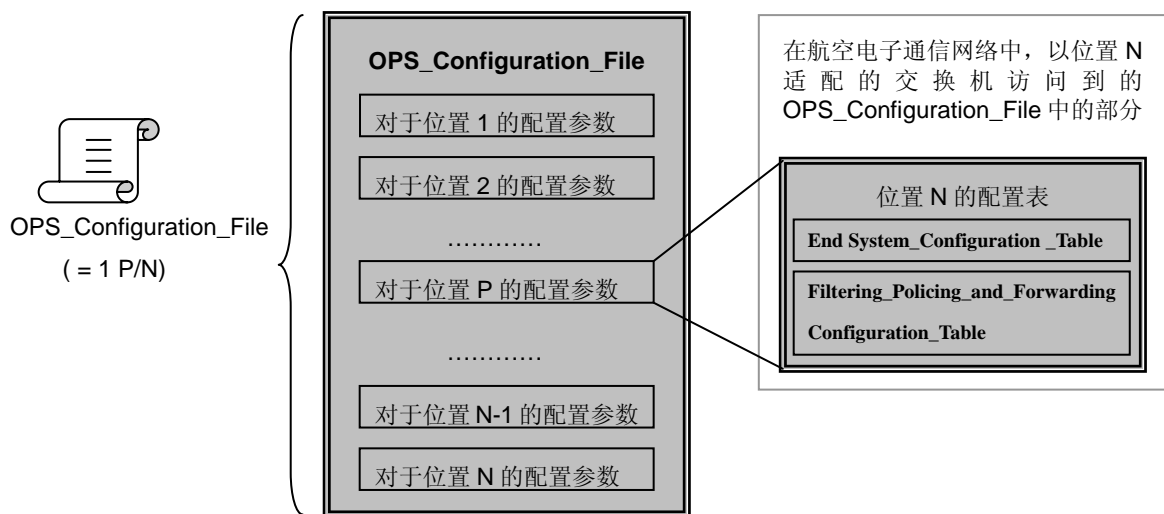 OPS_Configuration_File
( = 1 P/N)
OPS_Configuration_File
对于位置 1 的配置参数
对于位置 2 的配置参数
…………
对于位置 P 的配置参数
…………
对于位置 N-1 的配置参数
对于位置 N 的配置参数
在航空电子通信网络中，以位置 N
适配的交换机访问到的
OPS_Configuration_File 中的部分
位置 N 的配置表
End System_Configuration _Table
Filtering_Policing_and_Forwarding
Configuration_Table